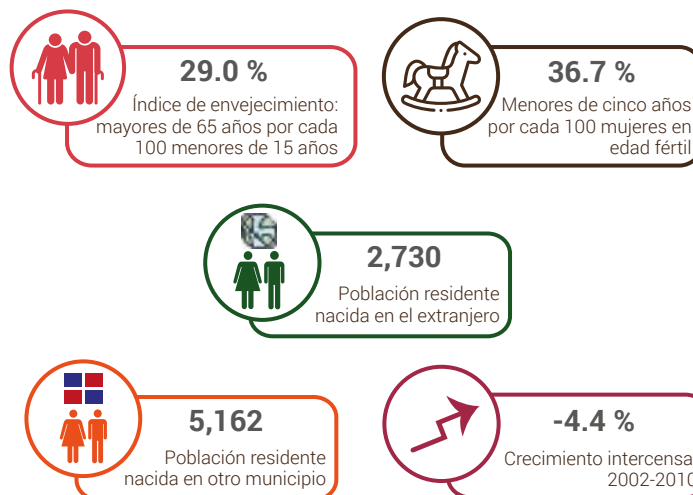 29.0 %
Índice de envejecimiento:
mayores de 65 años por cada
100 menores de 15 años
36.7 %
Menores de cinco años
por cada 100 mujeres en
edad fértil
2,730
Población residente
nacida en el extranjero
5,162
Población residente
nacida en otro municipio
-4.4 %
Crecimiento intercensa
2002-2010